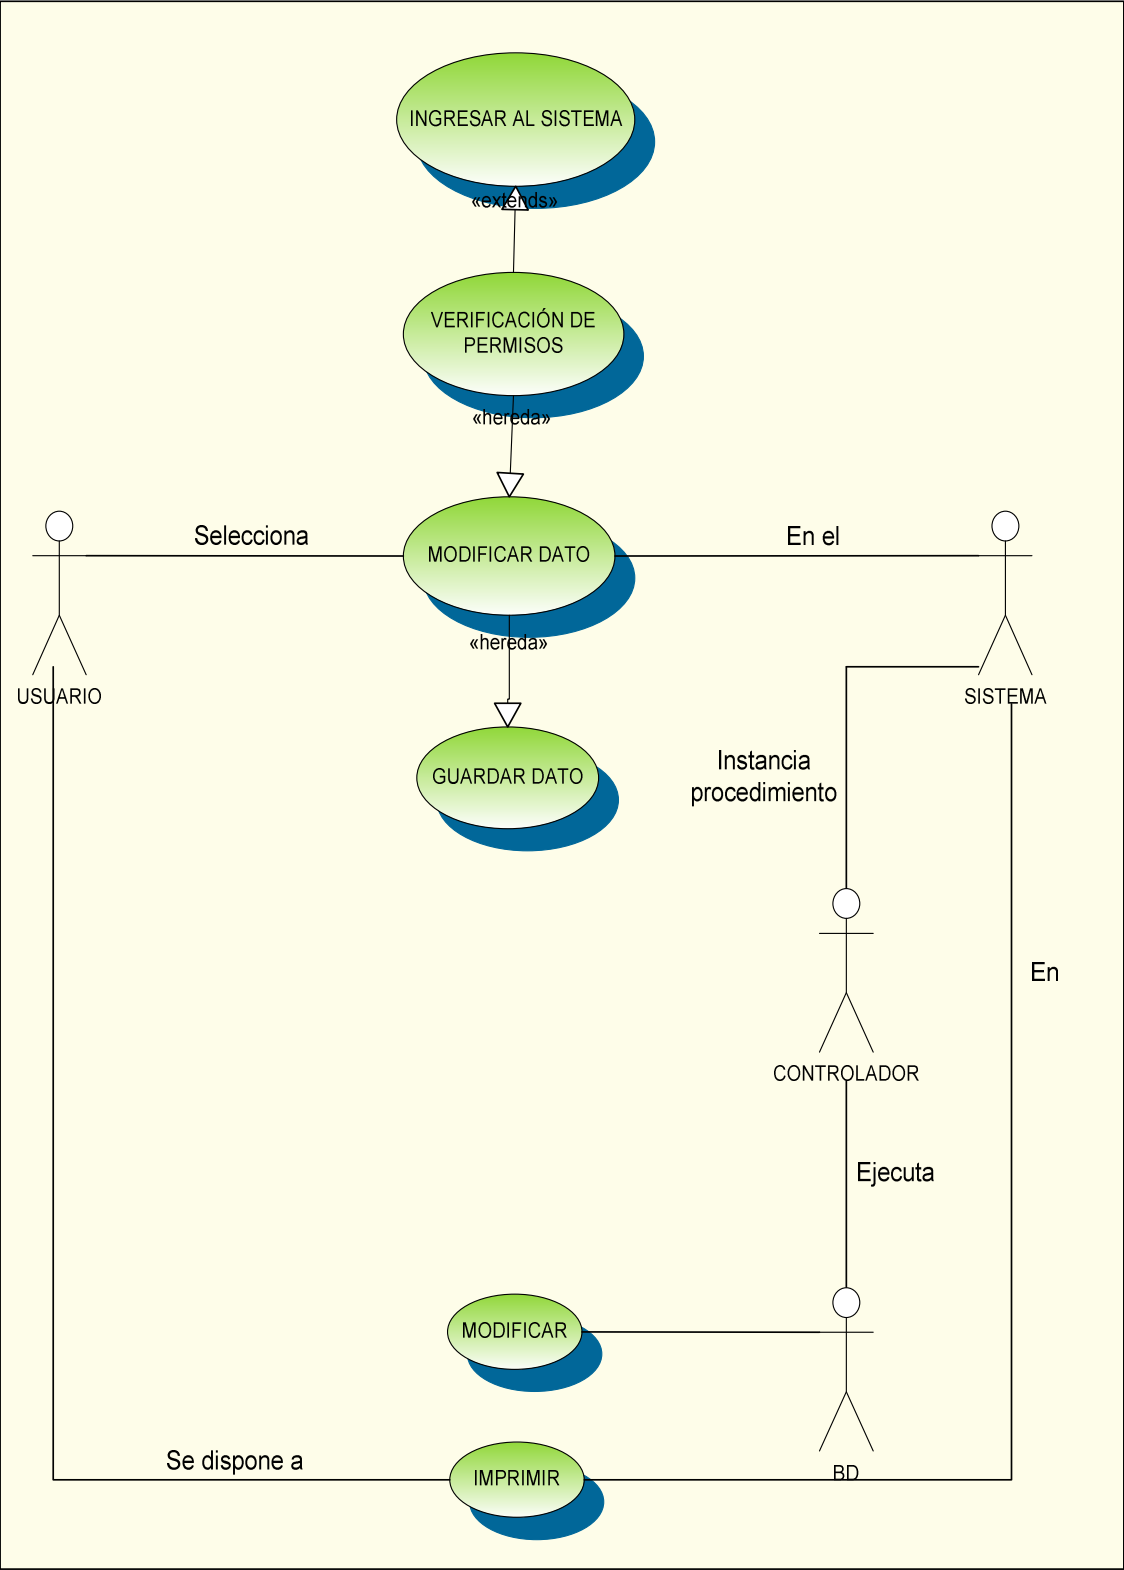 INGRESAR AL SISTEMA
«extends»
VERIFICACIÓN DE
PERMISOS
«hereda»
Selecciona
MODIFICAR DATO
En el
«hereda»
USUARIO
SISTEMA
GUARDAR DATO
Instancia
procedimiento
En
CONTROLADOR
Ejecuta
MODIFICAR
Se dispone a
IMPRIMIR
BD